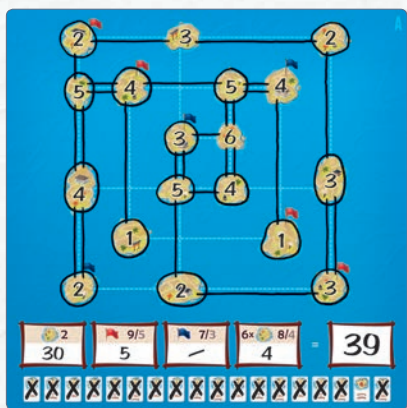 A
2 3 2
5 4 5 4
3 6
4 5 4 3
1 1
2 2 3
2 9/5 7/3 6x 8/4
30 5 – 4 = 39
X X X X X X X X X X X X X X X X X X